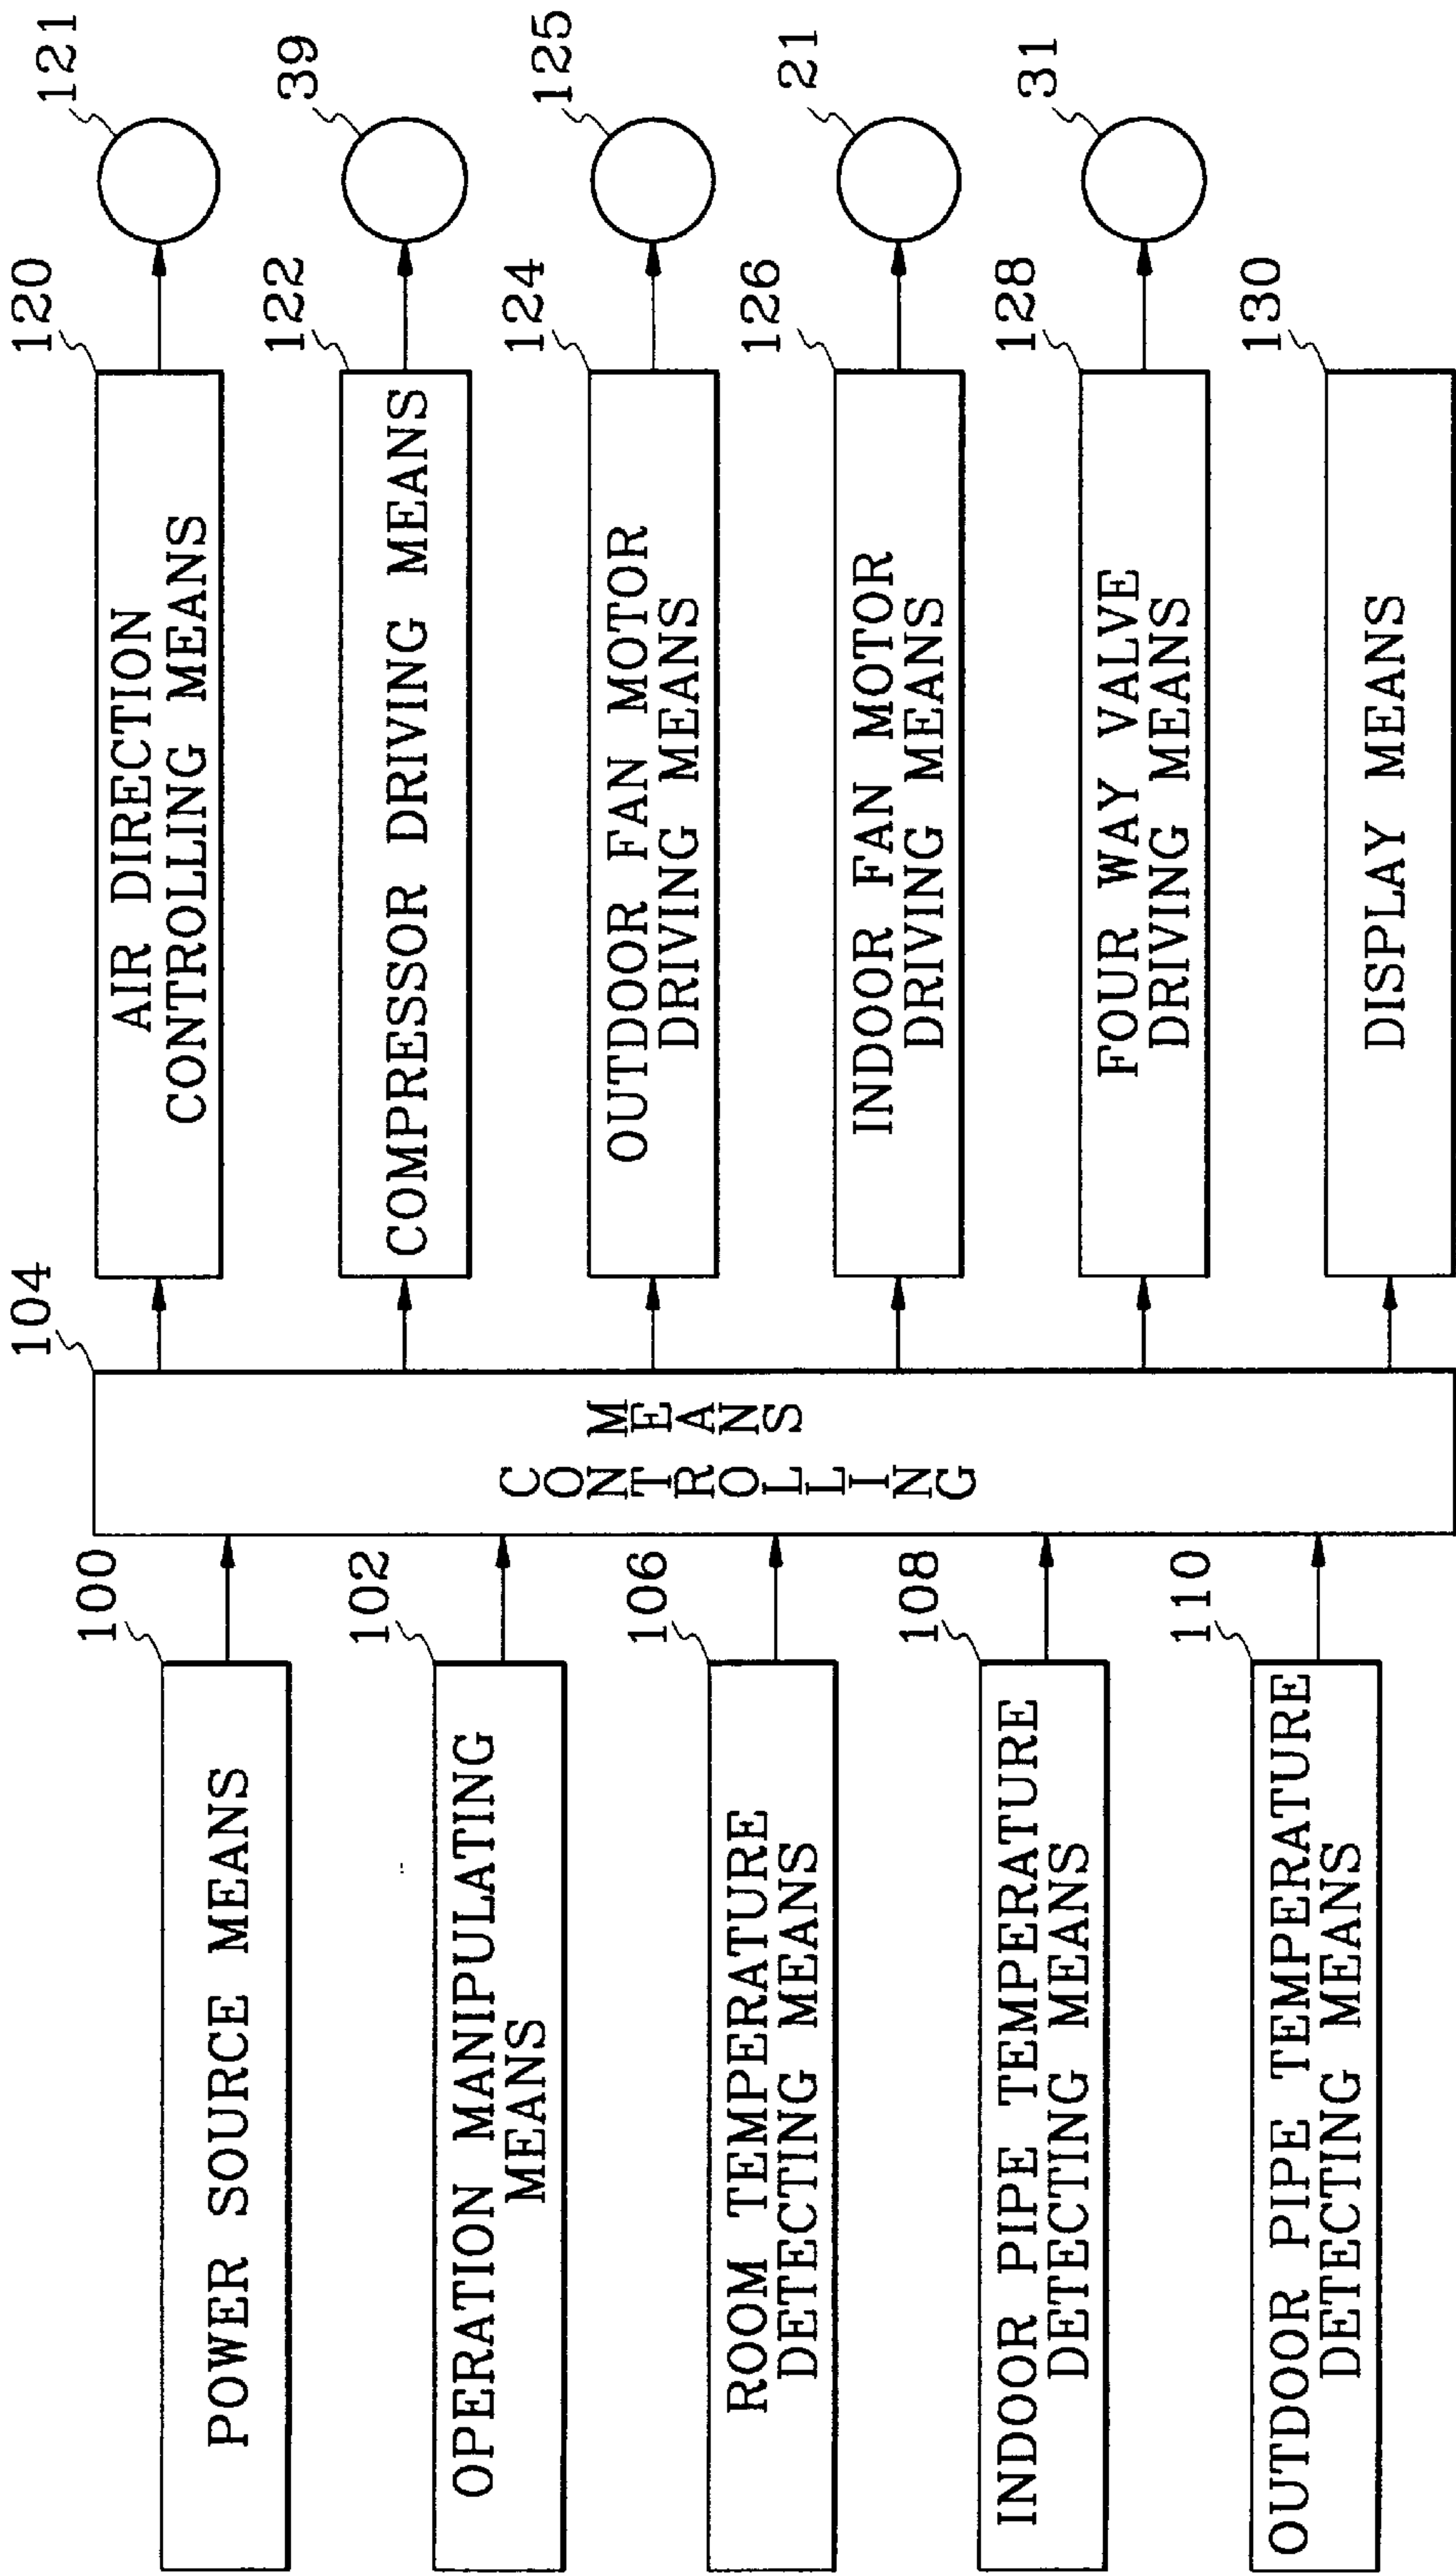 100
POWER SOURCE MEANS
102
OPERATION MANIPULATING
MEANS
106
ROOM TEMPERATURE
DETECTING MEANS
108
INDOOR PIPE TEMPERATURE
DETECTING MEANS
110
OUTDOOR PIPE TEMPERATURE
DETECTING MEANS
104
CONTROLLING
MEANS
120
AIR DIRECTION
CONTROLLING MEANS
121
122
COMPRESSOR DRIVING MEANS
39
124
OUTDOOR FAN MOTOR
DRIVING MEANS
125
126
INDOOR FAN MOTOR
DRIVING MEANS
21
128
FOUR WAY VALVE
DRIVING MEANS
31
130
DISPLAY MEANS